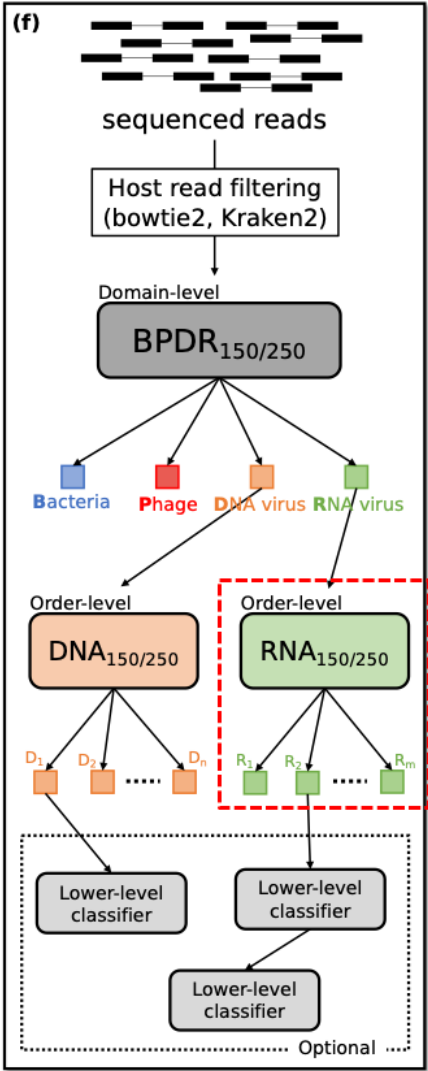 (f)
sequenced reads
Host read filtering
(bowtie2, Kraken2)
Domain-level
BPDR150/250
Bacteria
Phage
DNA virus
RNA virus
Order-level
DNA150/250
Order-level
RNA150/250
D1
D2
Dn
R1
R2
Rm
Lower-level
classifier
Lower-level
classifier
Lower-level
classifier
Optional